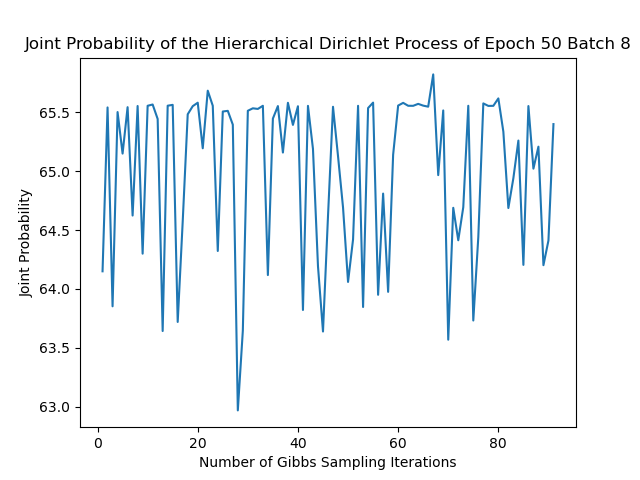 Joint Probability of the Hierarchical Dirichlet Process of Epoch 50 Batch 8
65.5
65.0
64.5
64.0
63.5
63.0
Joint Probability
0 20 40 60 80
Number of Gibbs Sampling Iterations